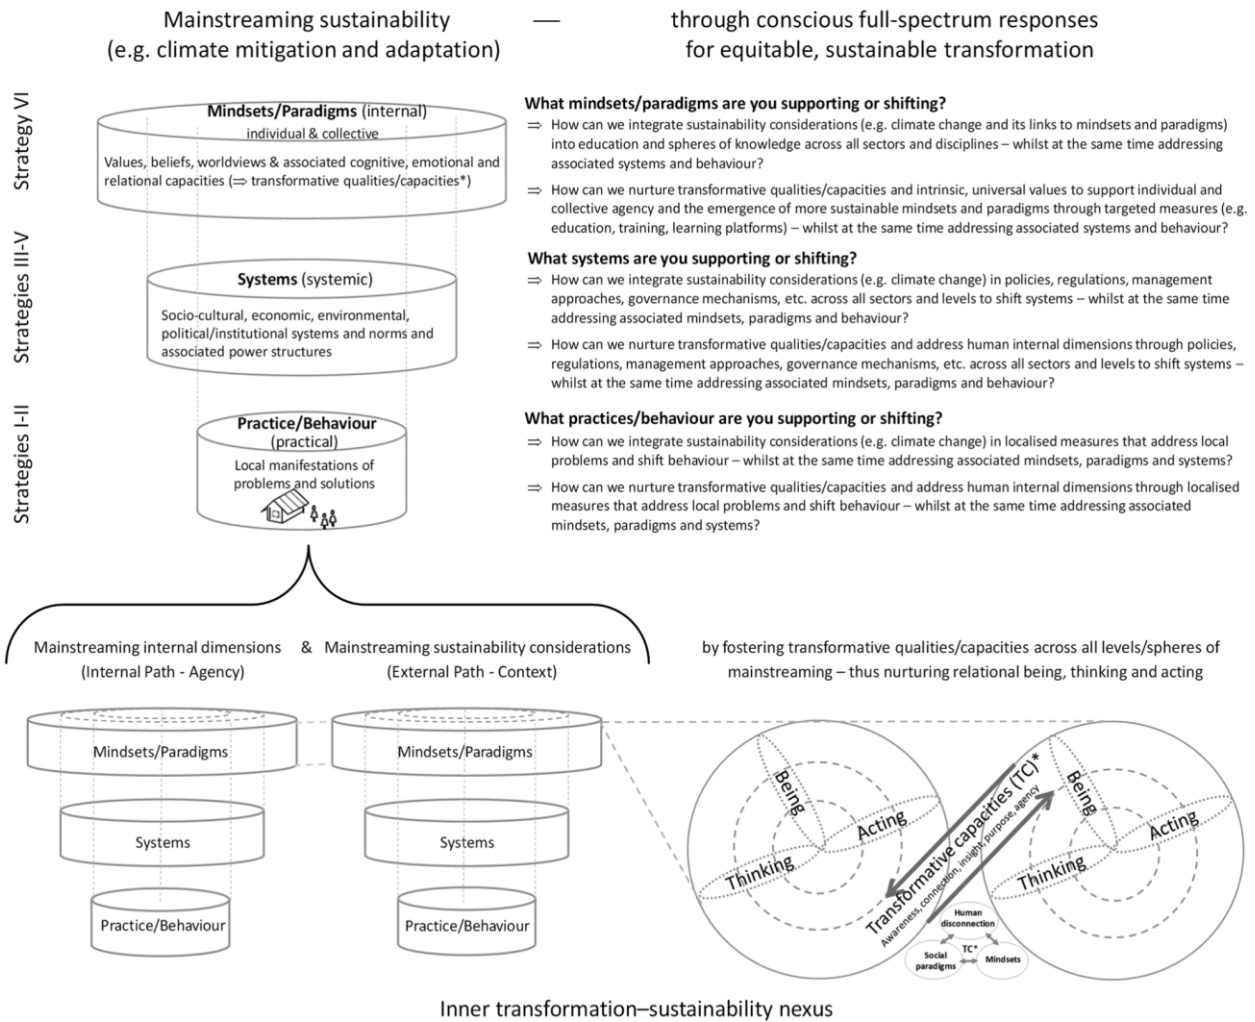 Mainstreaming sustainability — through conscious full-spectrum responses
(e.g. climate mitigation and adaptation) for equitable, sustainable transformation
Strategy VI
Mindsets/Paradigms (internal)
individual & collective
Values, beliefs, worldviews & associated cognitive, emotional and
relational capacities (⇒ transformative qualities/capacities*)
What mindsets/paradigms are you supporting or shifting?
⇒ How can we integrate sustainability considerations (e.g. climate change and its links to mindsets and paradigms)
into education and spheres of knowledge across all sectors and disciplines – whilst at the same time addressing
associated systems and behaviour?
⇒ How can we nurture transformative qualities/capacities and intrinsic, universal values to support individual and
collective agency and the emergence of more sustainable mindsets and paradigms through targeted measures (e.g.
education, training, learning platforms) – whilst at the same time addressing associated systems and behaviour?
Strategies III-V
Systems (systemic)
Socio-cultural, economic, environmental,
political/institutional systems and norms and
associated power structures
What systems are you supporting or shifting?
⇒ How can we integrate sustainability considerations (e.g. climate change) in policies, regulations, management
approaches, governance mechanisms, etc. across all sectors and levels to shift systems – whilst at the same time
addressing associated mindsets, paradigms and behaviour?
⇒ How can we nurture transformative qualities/capacities and address human internal dimensions through policies,
regulations, management approaches, governance mechanisms, etc. across all sectors and levels to shift systems –
whilst at the same time addressing associated mindsets, paradigms and behaviour?
Strategies I-II
Practice/Behaviour
(practical)
Local manifestations of
problems and solutions
What practices/behaviour are you supporting or shifting?
⇒ How can we integrate sustainability considerations (e.g. climate change) in localised measures that address local
problems and shift behaviour – whilst at the same time addressing associated mindsets, paradigms and systems?
⇒ How can we nurture transformative qualities/capacities and address human internal dimensions through localised
measures that address local problems and shift behaviour – whilst at the same time addressing associated
mindsets, paradigms and systems?
Mainstreaming internal dimensions & Mainstreaming sustainability considerations
(Internal Path - Agency) (External Path - Context)
by fostering transformative qualities/capacities across all levels/spheres of
mainstreaming – thus nurturing relational being, thinking and acting
Mindsets/Paradigms
Systems
Practice/Behaviour
Mindsets/Paradigms
Systems
Practice/Behaviour
Being
Acting
Thinking
Transformative capacities (TC)*
Awareness, connection, insight, purpose, agency
Being
Acting
Thinking
Human
disconnection
TC*
Social
paradigms
Mindsets
Inner transformation–sustainability nexus